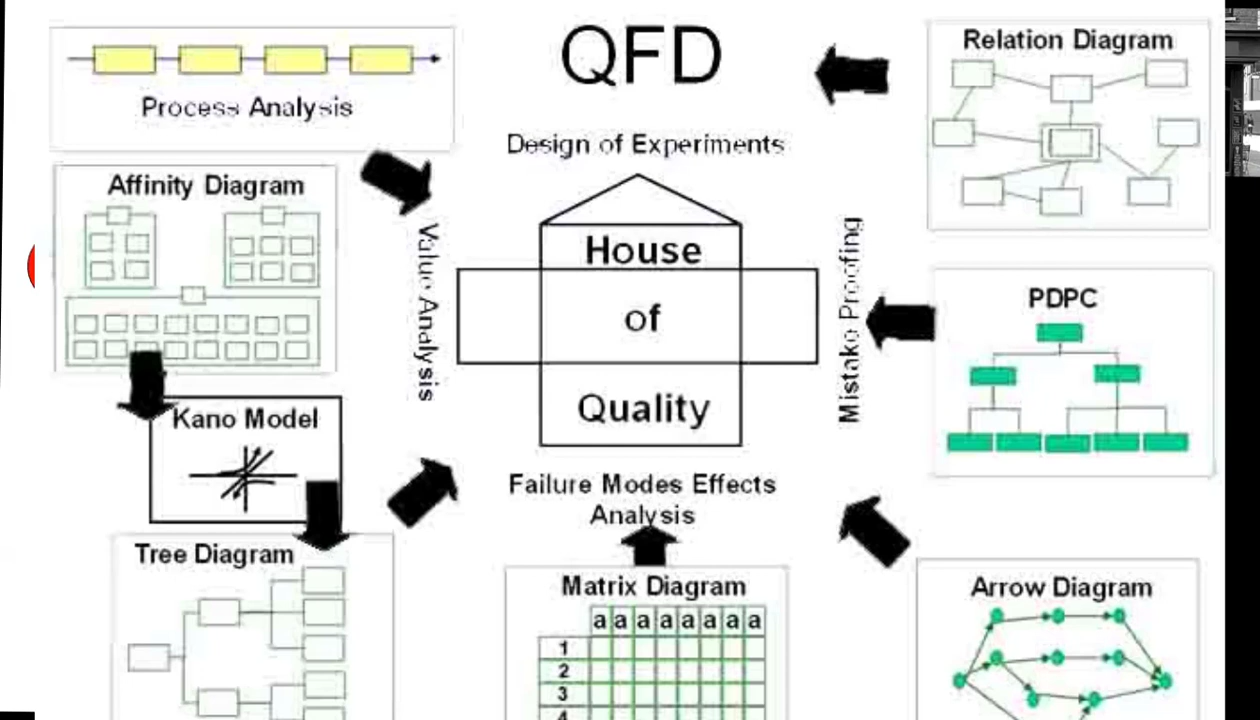 QFD
Relation Diagram
Process Analysis
Design of Experiments
Affinity Diagram
House
of
Quality
Value Analysis
Mistake Proofing
PDPC
Kano Model
Failure Modes Effects
Analysis
Tree Diagram
Matrix Diagram
Arrow Diagram
a a a a a a a a
1
2
3
4